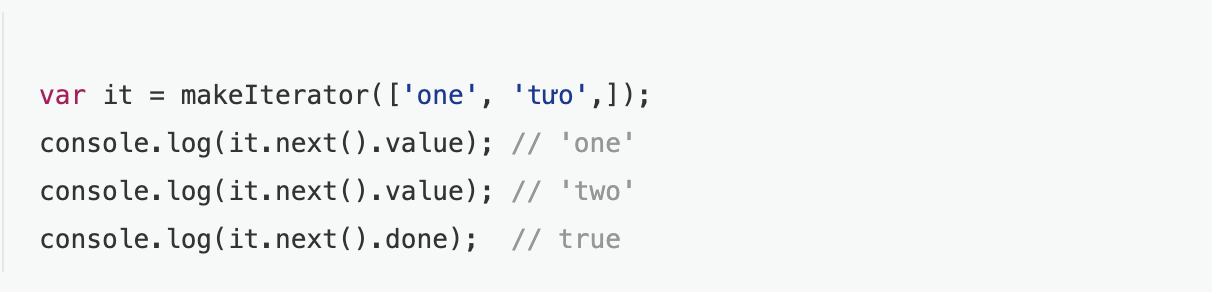 var it = makeIterator(['one', 'tưo',]);
console.log(it.next().value); // 'one'
console.log(it.next().value); // 'two'
console.log(it.next().done);  // true